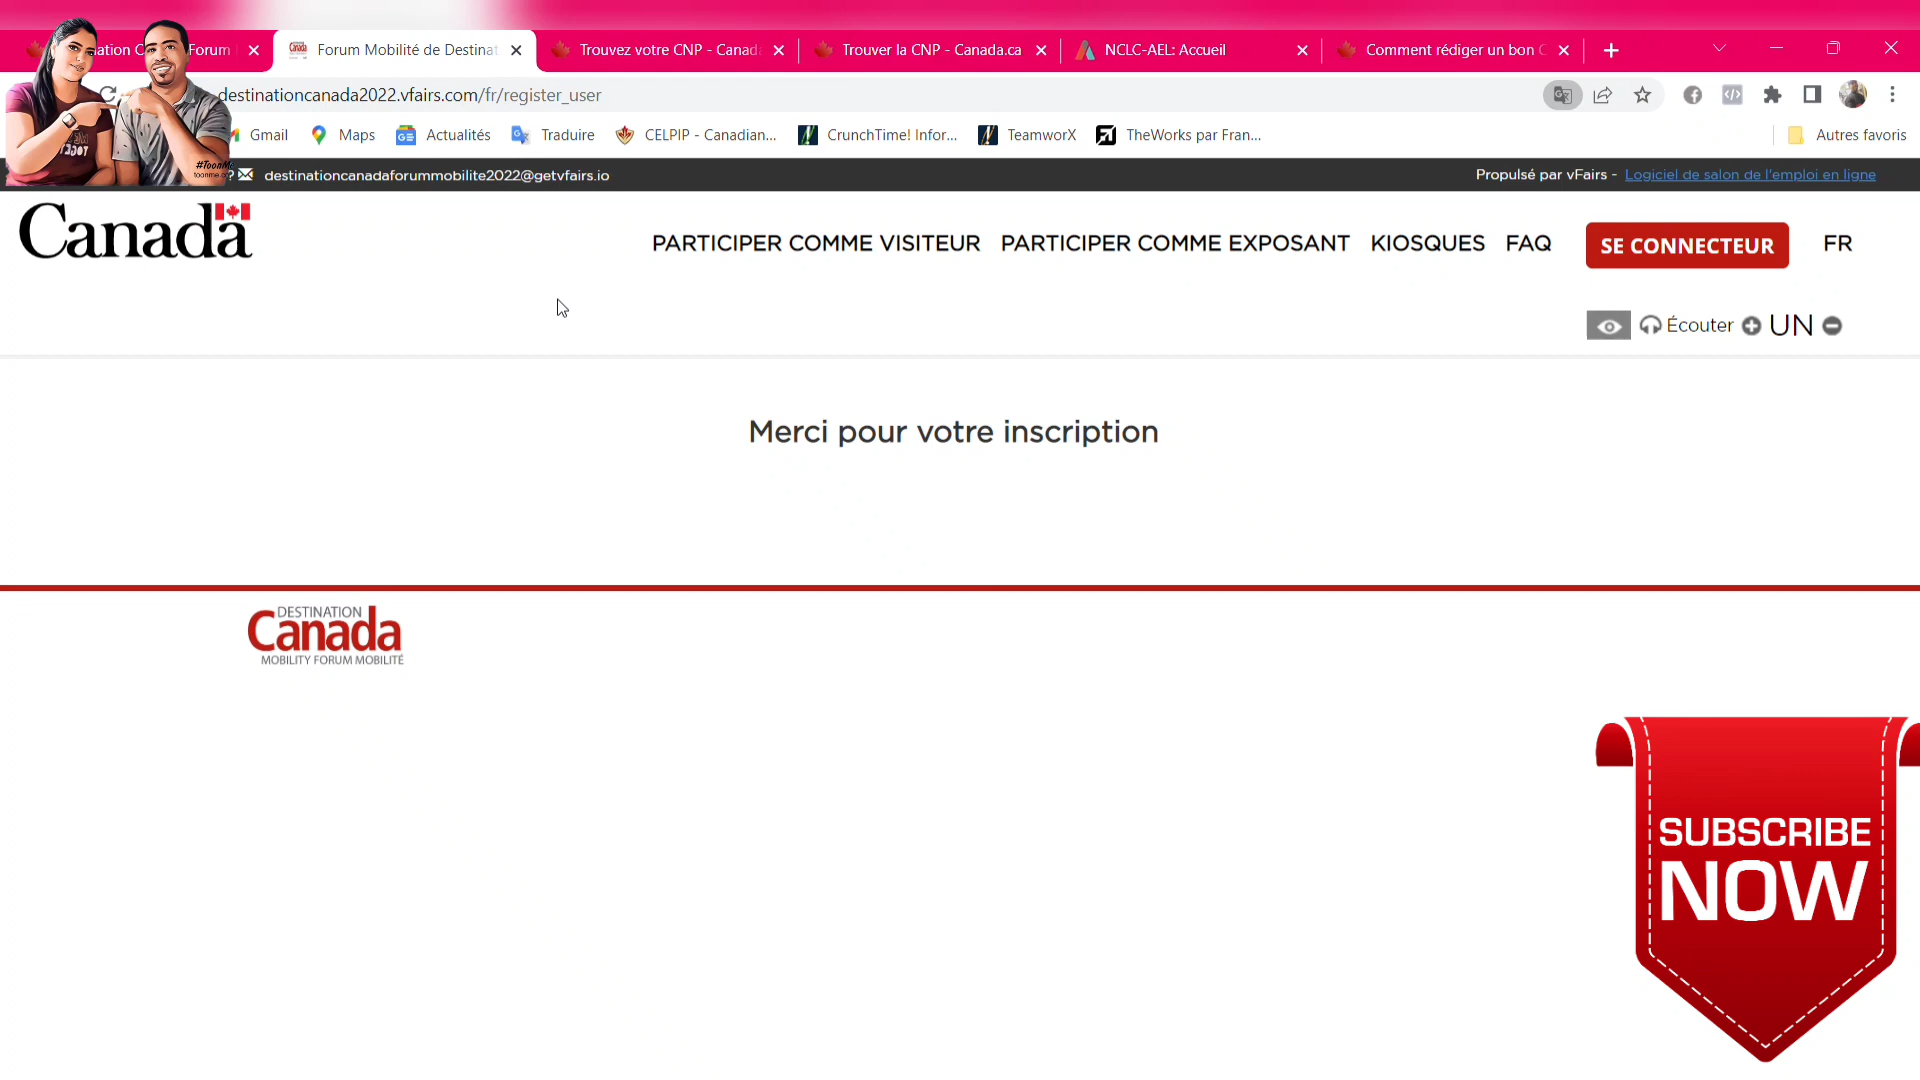 ation C Forum
Forum Mobilité de Destinat
Trouvez votre CNP - Canad
Trouver la CNP - Canada.ca
NCLC-AEL: Accueil
Comment rédiger un bon C
destinationcanada2022.vfairs.com/fr/register_user
Gmail
Maps
Actualités
Traduire
CELPIP - Canadian...
CrunchTime! Infor...
TeamworX
TheWorks par Fran...
Autres favoris
#ToonMe
? destinationcanadaforummobilite2022@getvfairs.io
Propulsé par vFairs - Logiciel de salon de l'emploi en ligne
Canada
PARTICIPER COMME VISITEUR
PARTICIPER COMME EXPOSANT
KIOSQUES
FAQ
SE CONNECTEUR
FR
Écouter
UN
Merci pour votre inscription
DESTINATION
Canada
MOBILITY FORUM MOBILITÉ
SUBSCRIBE
NOW